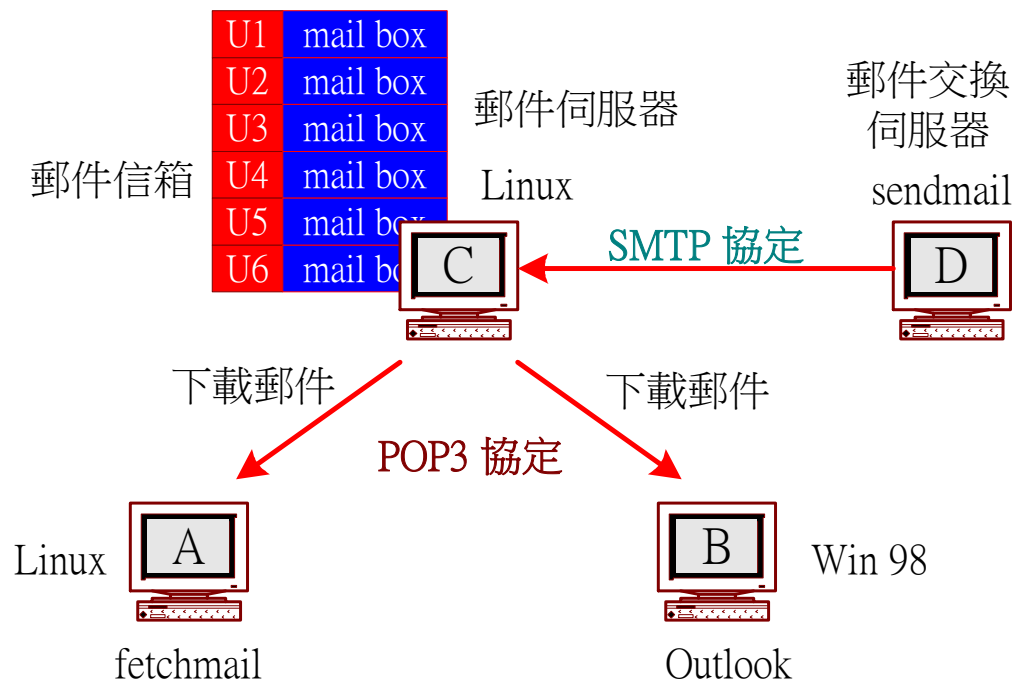 U1 mail box
U2 mail box
U3 mail box
U4 mail box
U5 mail box
U6 mail box
郵件信箱
郵件伺服器
Linux
郵件交換
伺服器
sendmail
C
SMTP 協定
D
下載郵件
下載郵件
POP3 協定
Linux
A
fetchmail
B
Win 98
Outlook